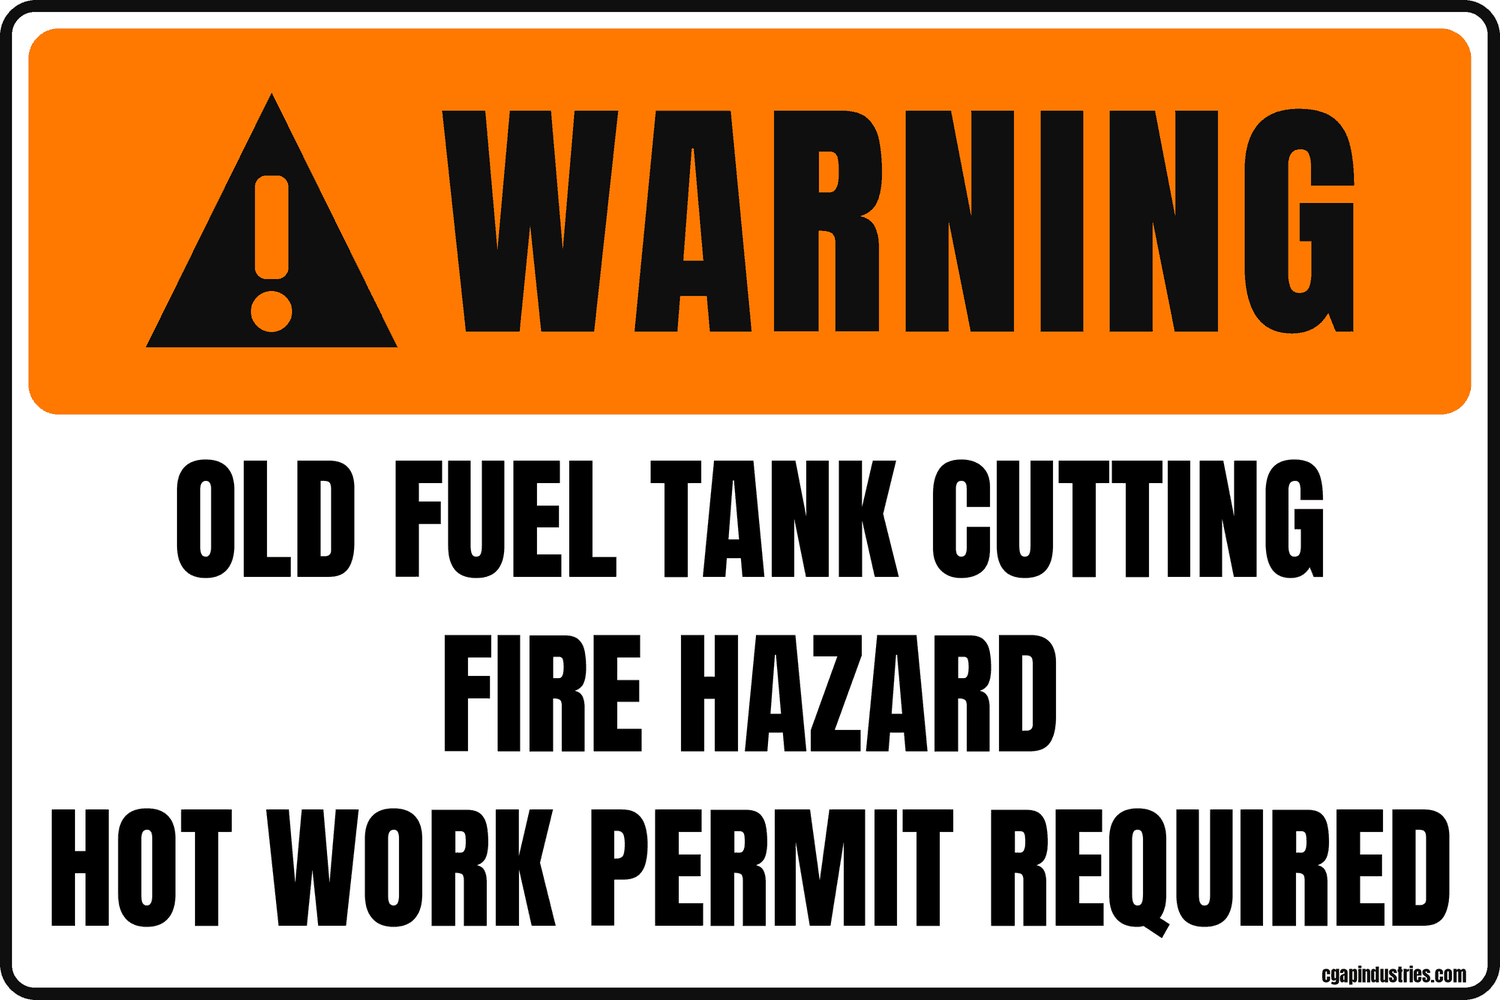 WARNING
OLD FUEL TANK CUTTING
FIRE HAZARD
HOT WORK PERMIT REQUIRED
cgapindustries.com